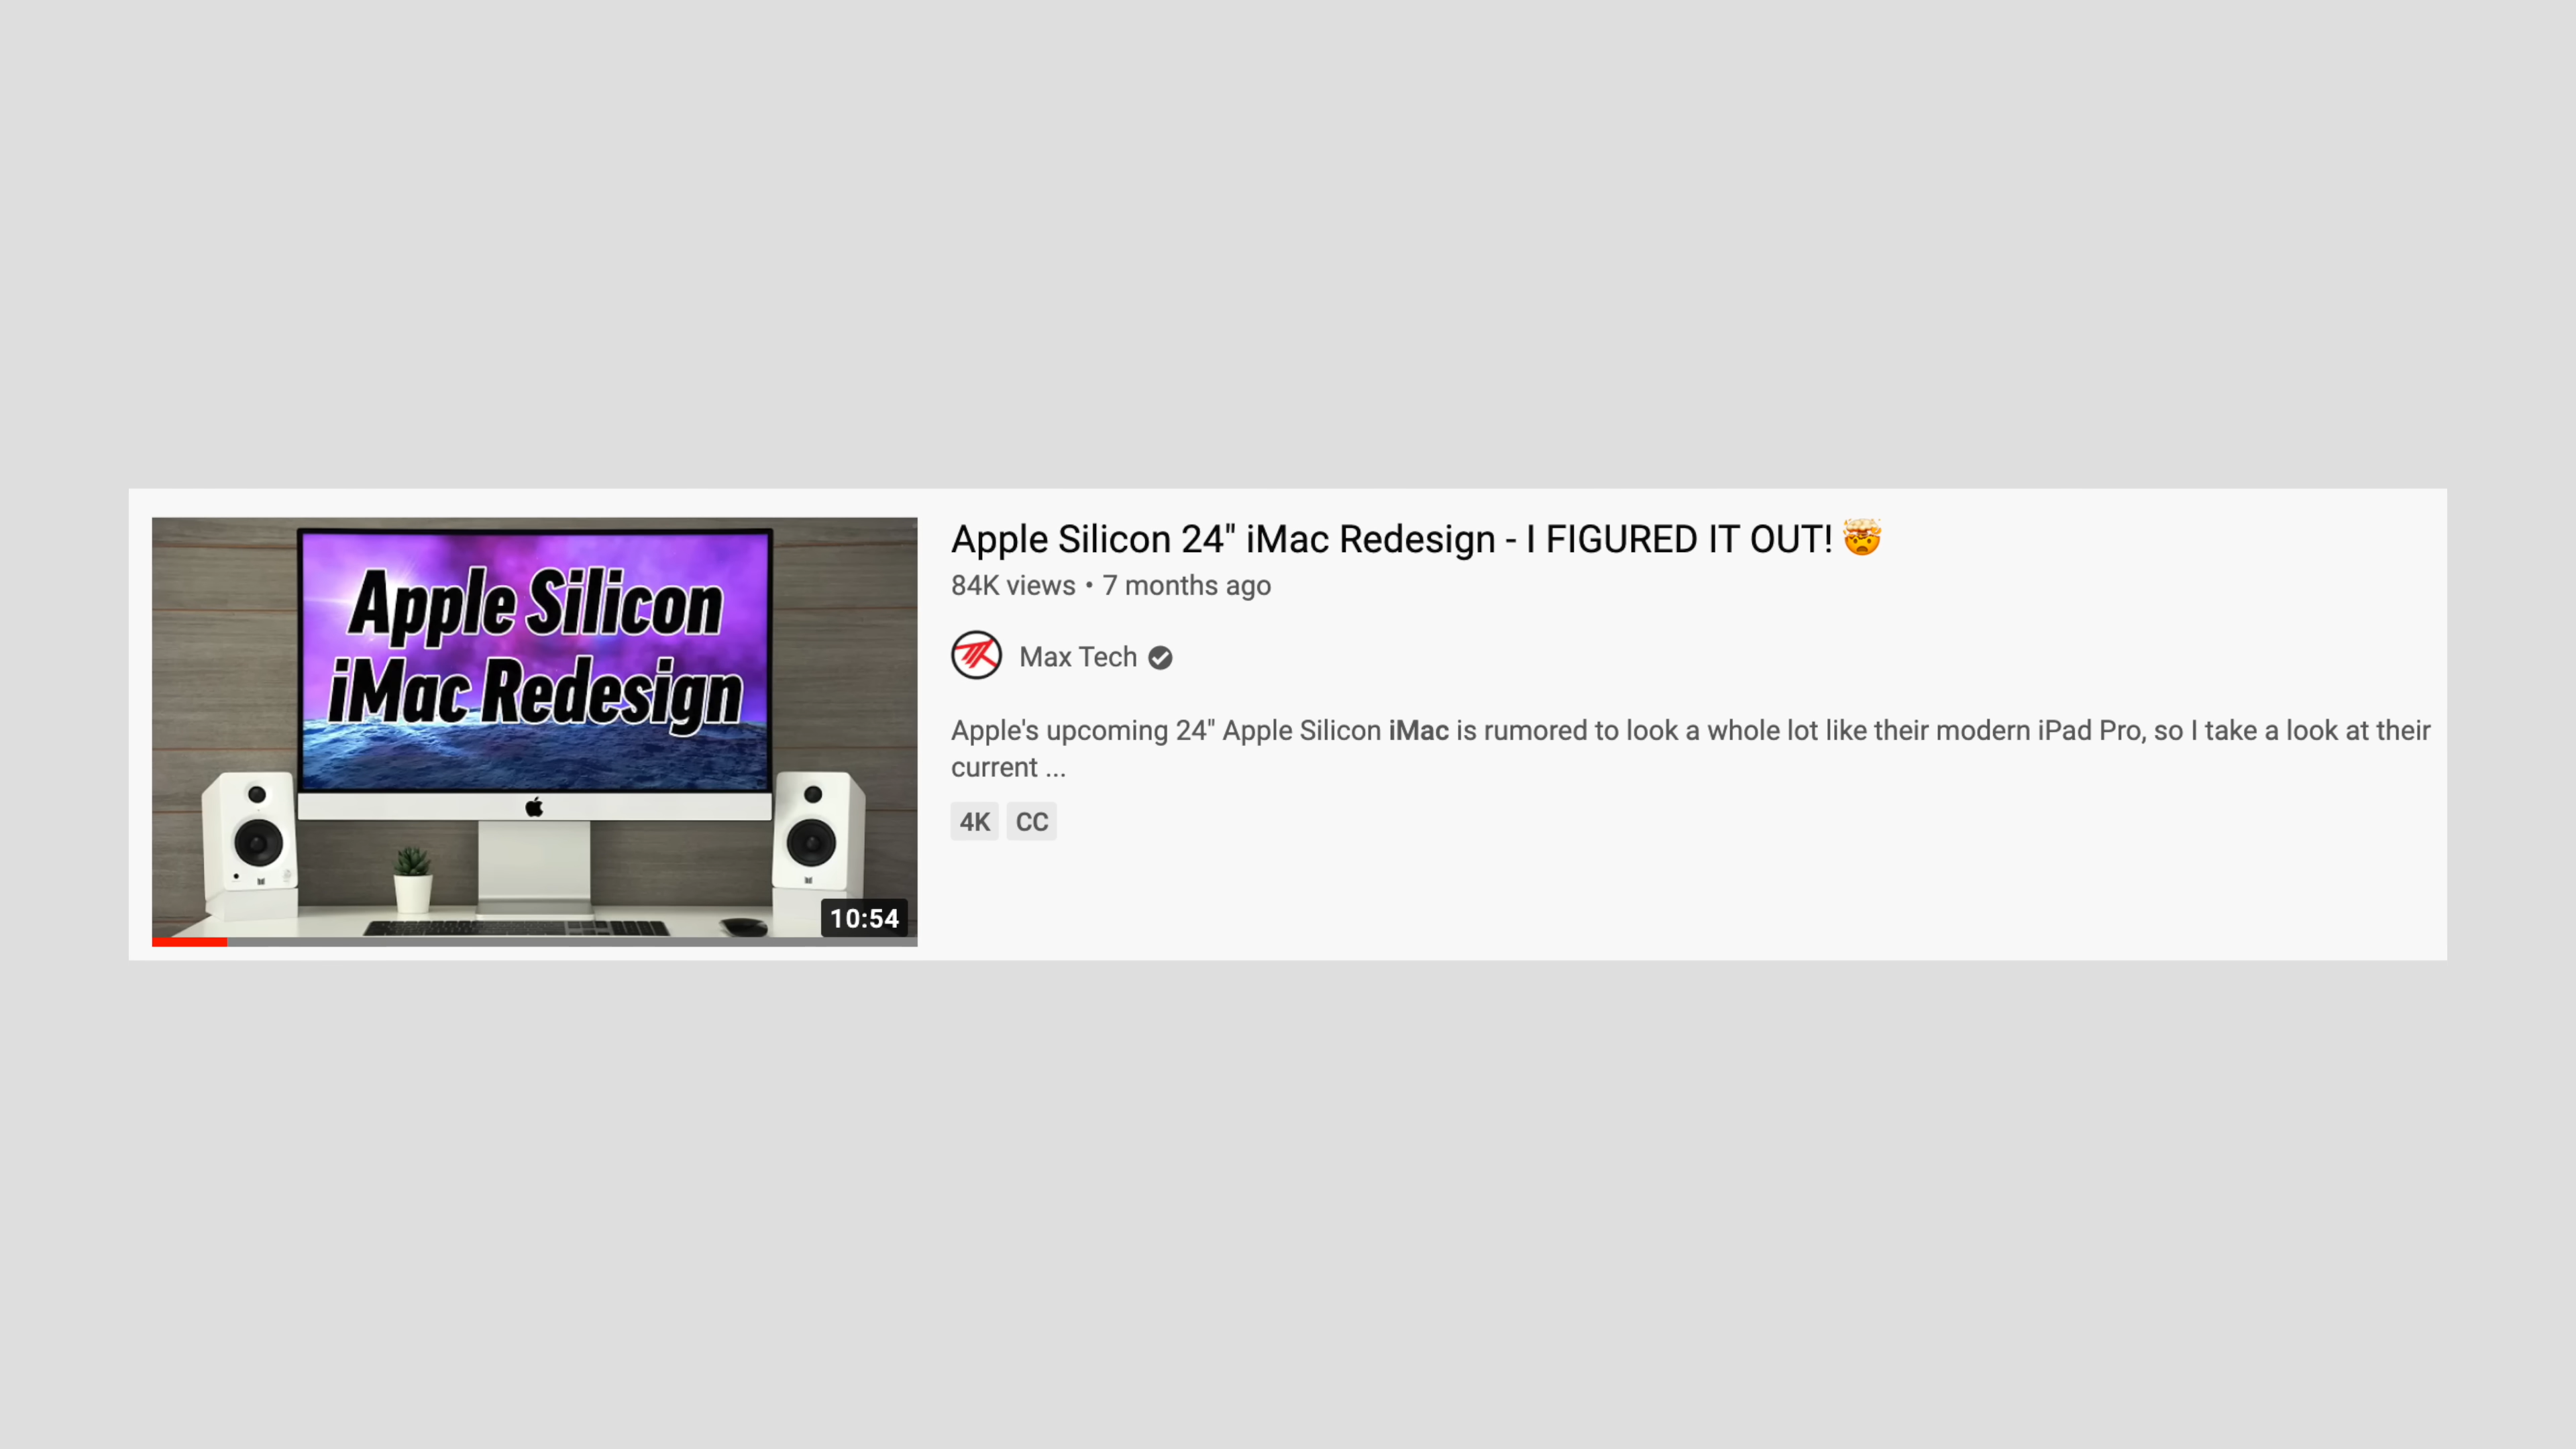 Apple Silicon
iMac Redesign
10:54
Apple Silicon 24" iMac Redesign - I FIGURED IT OUT! 🤯
84K views • 7 months ago
Max Tech
Apple's upcoming 24" Apple Silicon iMac is rumored to look a whole lot like their modern iPad Pro, so I take a look at their
current ...
4K CC